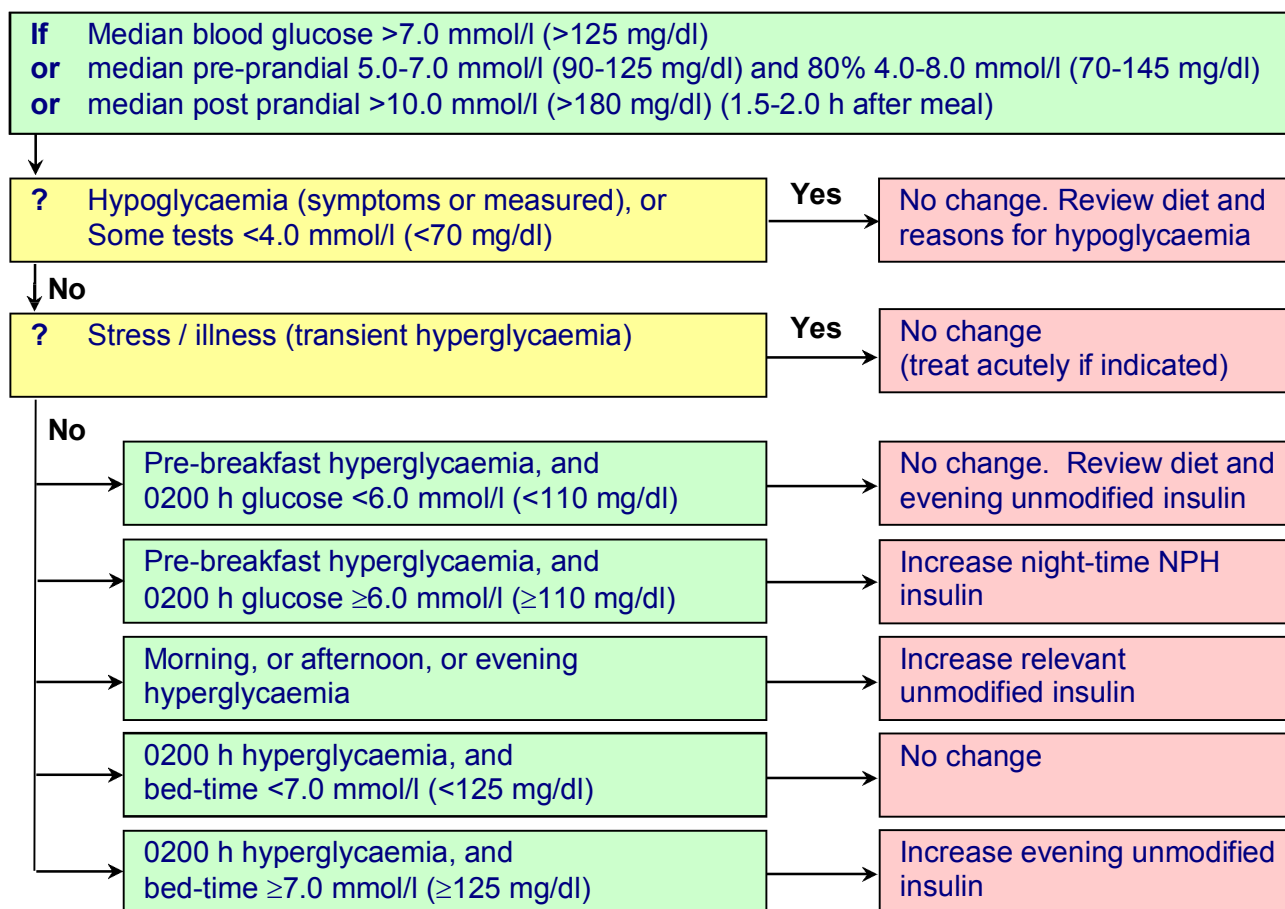 If Median blood glucose >7.0 mmol/l (>125 mg/dl)
or median pre-prandial 5.0-7.0 mmol/l (90-125 mg/dl) and 80% 4.0-8.0 mmol/l (70-145 mg/dl)
or median post prandial >10.0 mmol/l (>180 mg/dl) (1.5-2.0 h after meal)
? Hypoglycaemia (symptoms or measured), or
Some tests <4.0 mmol/l (<70 mg/dl)
Yes
No change. Review diet and
reasons for hypoglycaemia
No
? Stress / illness (transient hyperglycaemia)
Yes
No change
(treat acutely if indicated)
No
Pre-breakfast hyperglycaemia, and
0200 h glucose <6.0 mmol/l (<110 mg/dl)
No change. Review diet and
evening unmodified insulin
Pre-breakfast hyperglycaemia, and
0200 h glucose ≥6.0 mmol/l (≥110 mg/dl)
Increase night-time NPH
insulin
Morning, or afternoon, or evening
hyperglycaemia
Increase relevant
unmodified insulin
0200 h hyperglycaemia, and
bed-time <7.0 mmol/l (<125 mg/dl)
No change
0200 h hyperglycaemia, and
bed-time ≥7.0 mmol/l (≥125 mg/dl)
Increase evening unmodified
insulin